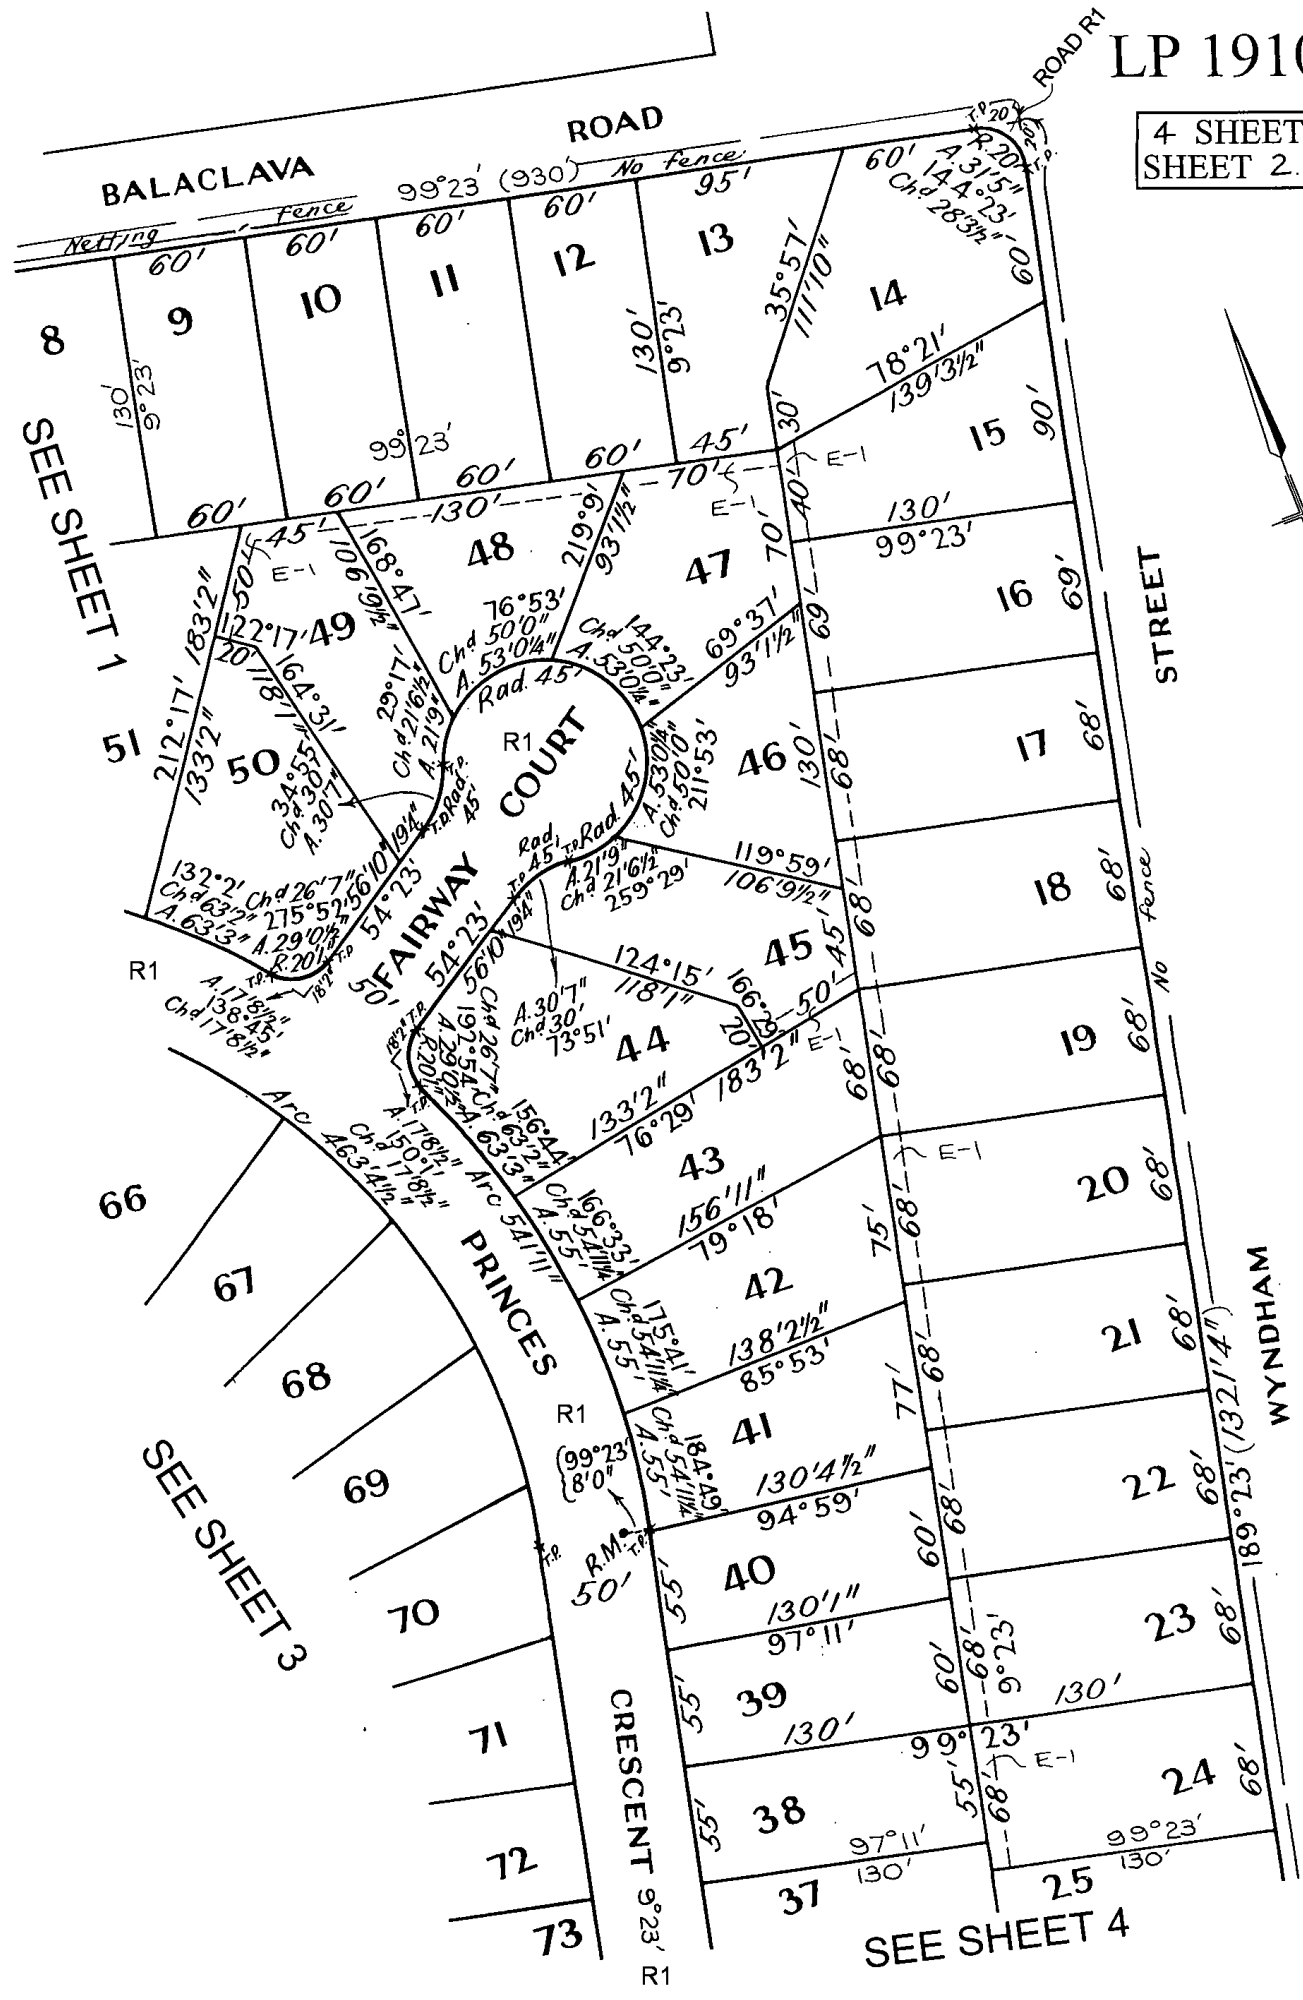 LP 191
4 SHEET
SHEET 2.
ROAD R1
BALACLAVA ROAD
99°23' (930')
No fence
Netting fence
T.P. 20'
20'
T.P.
R.20'
A.31'5"
144°23'
Chd 28'3½"
60'
60'
60'
60'
60'
95'
60'
8
9
10
11
12
13
14
130'
9°23'
130'
9°23'
35°57'
111'10"
30'
78°21'
139'3½"
99°23'
60'
60'
60'
60'
45'
15
90'
130'
99°23'
16
69'
17
68'
18
68'
No fence
19
68'
20
68'
21
68'
22
68'
23
68'
24
68'
25
STREET
WYNDHAM
189°23' (1321'4")
SEE SHEET 1
45'
130'
70'
E-1
E-1
E-1
40'
70'
50'
183'2"
106'9½"
168°47'
48
219°9'
93'1½"
47
122°17'
49
20'
118'1"
164°31'
212°17'
133'2"
51
50
76°53'
Chd 50'0"
A. 53'0¼"
144°23'
Chd 50'0"
A. 53'0¼"
69°37'
93'1½"
69'
29°17'
Chd 21'6½"
A. 21'9"
Rad. 45'
R1
COURT
34°55'
Chd 30'
A. 30'7"
T.P. Rad. 45'
T.P.
19'4"
A. 53'0¼"
Chd 50'0"
211°53'
46
130'
68'
Rad. 45'
Rad 45'
T.P.
A. 21'9"
Chd 21'6½"
259°29'
119°59'
106'9½"
132°2'
Chd 63'2"
A. 63'3"
Chd 26'7"
275°52'
A. 29'0½"
R. 20'1"
T.P.
56'10"
54°23'
FAIRWAY
50'
R1
18'2"
A. 17'8½"
138°45'
Chd 17'8½"
54°23'
56'10"
19'4"
T.P.
124°15'
118'1"
45
45'
68'
166°29'
20'
50'
E-1
183'2"
A. 30'7"
Chd 30'
73°51'
44
18'2"
T.P.
R. 20'1"
Chd 26'7"
192°54'
A. 29'0½"
T.P.
A. 17'8½"
150°1'
Chd 17'8½"
156°44'
Chd 63'2"
A. 63'3"
133'2"
76°29'
68'
68'
Arc 463'4½"
Arc 541'11"
43
E-1
66
67
68
69
70
71
72
73
PRINCES
CRESCENT 9°23'
166°33'
Chd 54'11¼"
A. 55'
156'11"
79°18'
75'
68'
42
175°41'
Chd 54'11¼"
A. 55'
138'2½"
85°53'
77'
68'
41
184°49'
Chd 54'11¼"
A. 55'
130'4½"
94°59'
R1
99°23'
8'0"
R.M.
T.P.
T.P.
50'
60'
68'
40
55'
130'1"
97°11'
60'
68'
9°23'
39
55'
130'
130'
99°23'
E-1
38
55'
55'
68'
97°11'
130'
99°23'
130'
37
SEE SHEET 3
SEE SHEET 4
R1